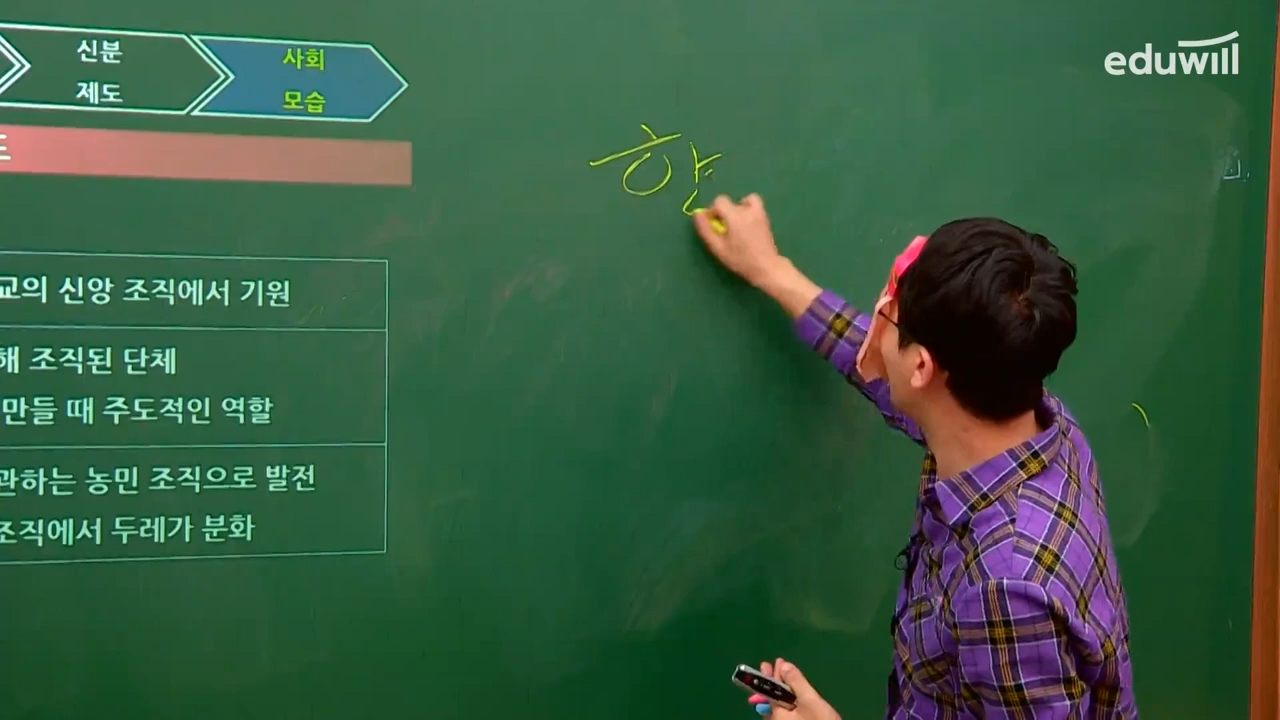 신분
제도
사회
모습
eduwill
교의 신앙 조직에서 기원
해 조직된 단체
만들 때 주도적인 역할
관하는 농민 조직으로 발전
조직에서 두레가 분화